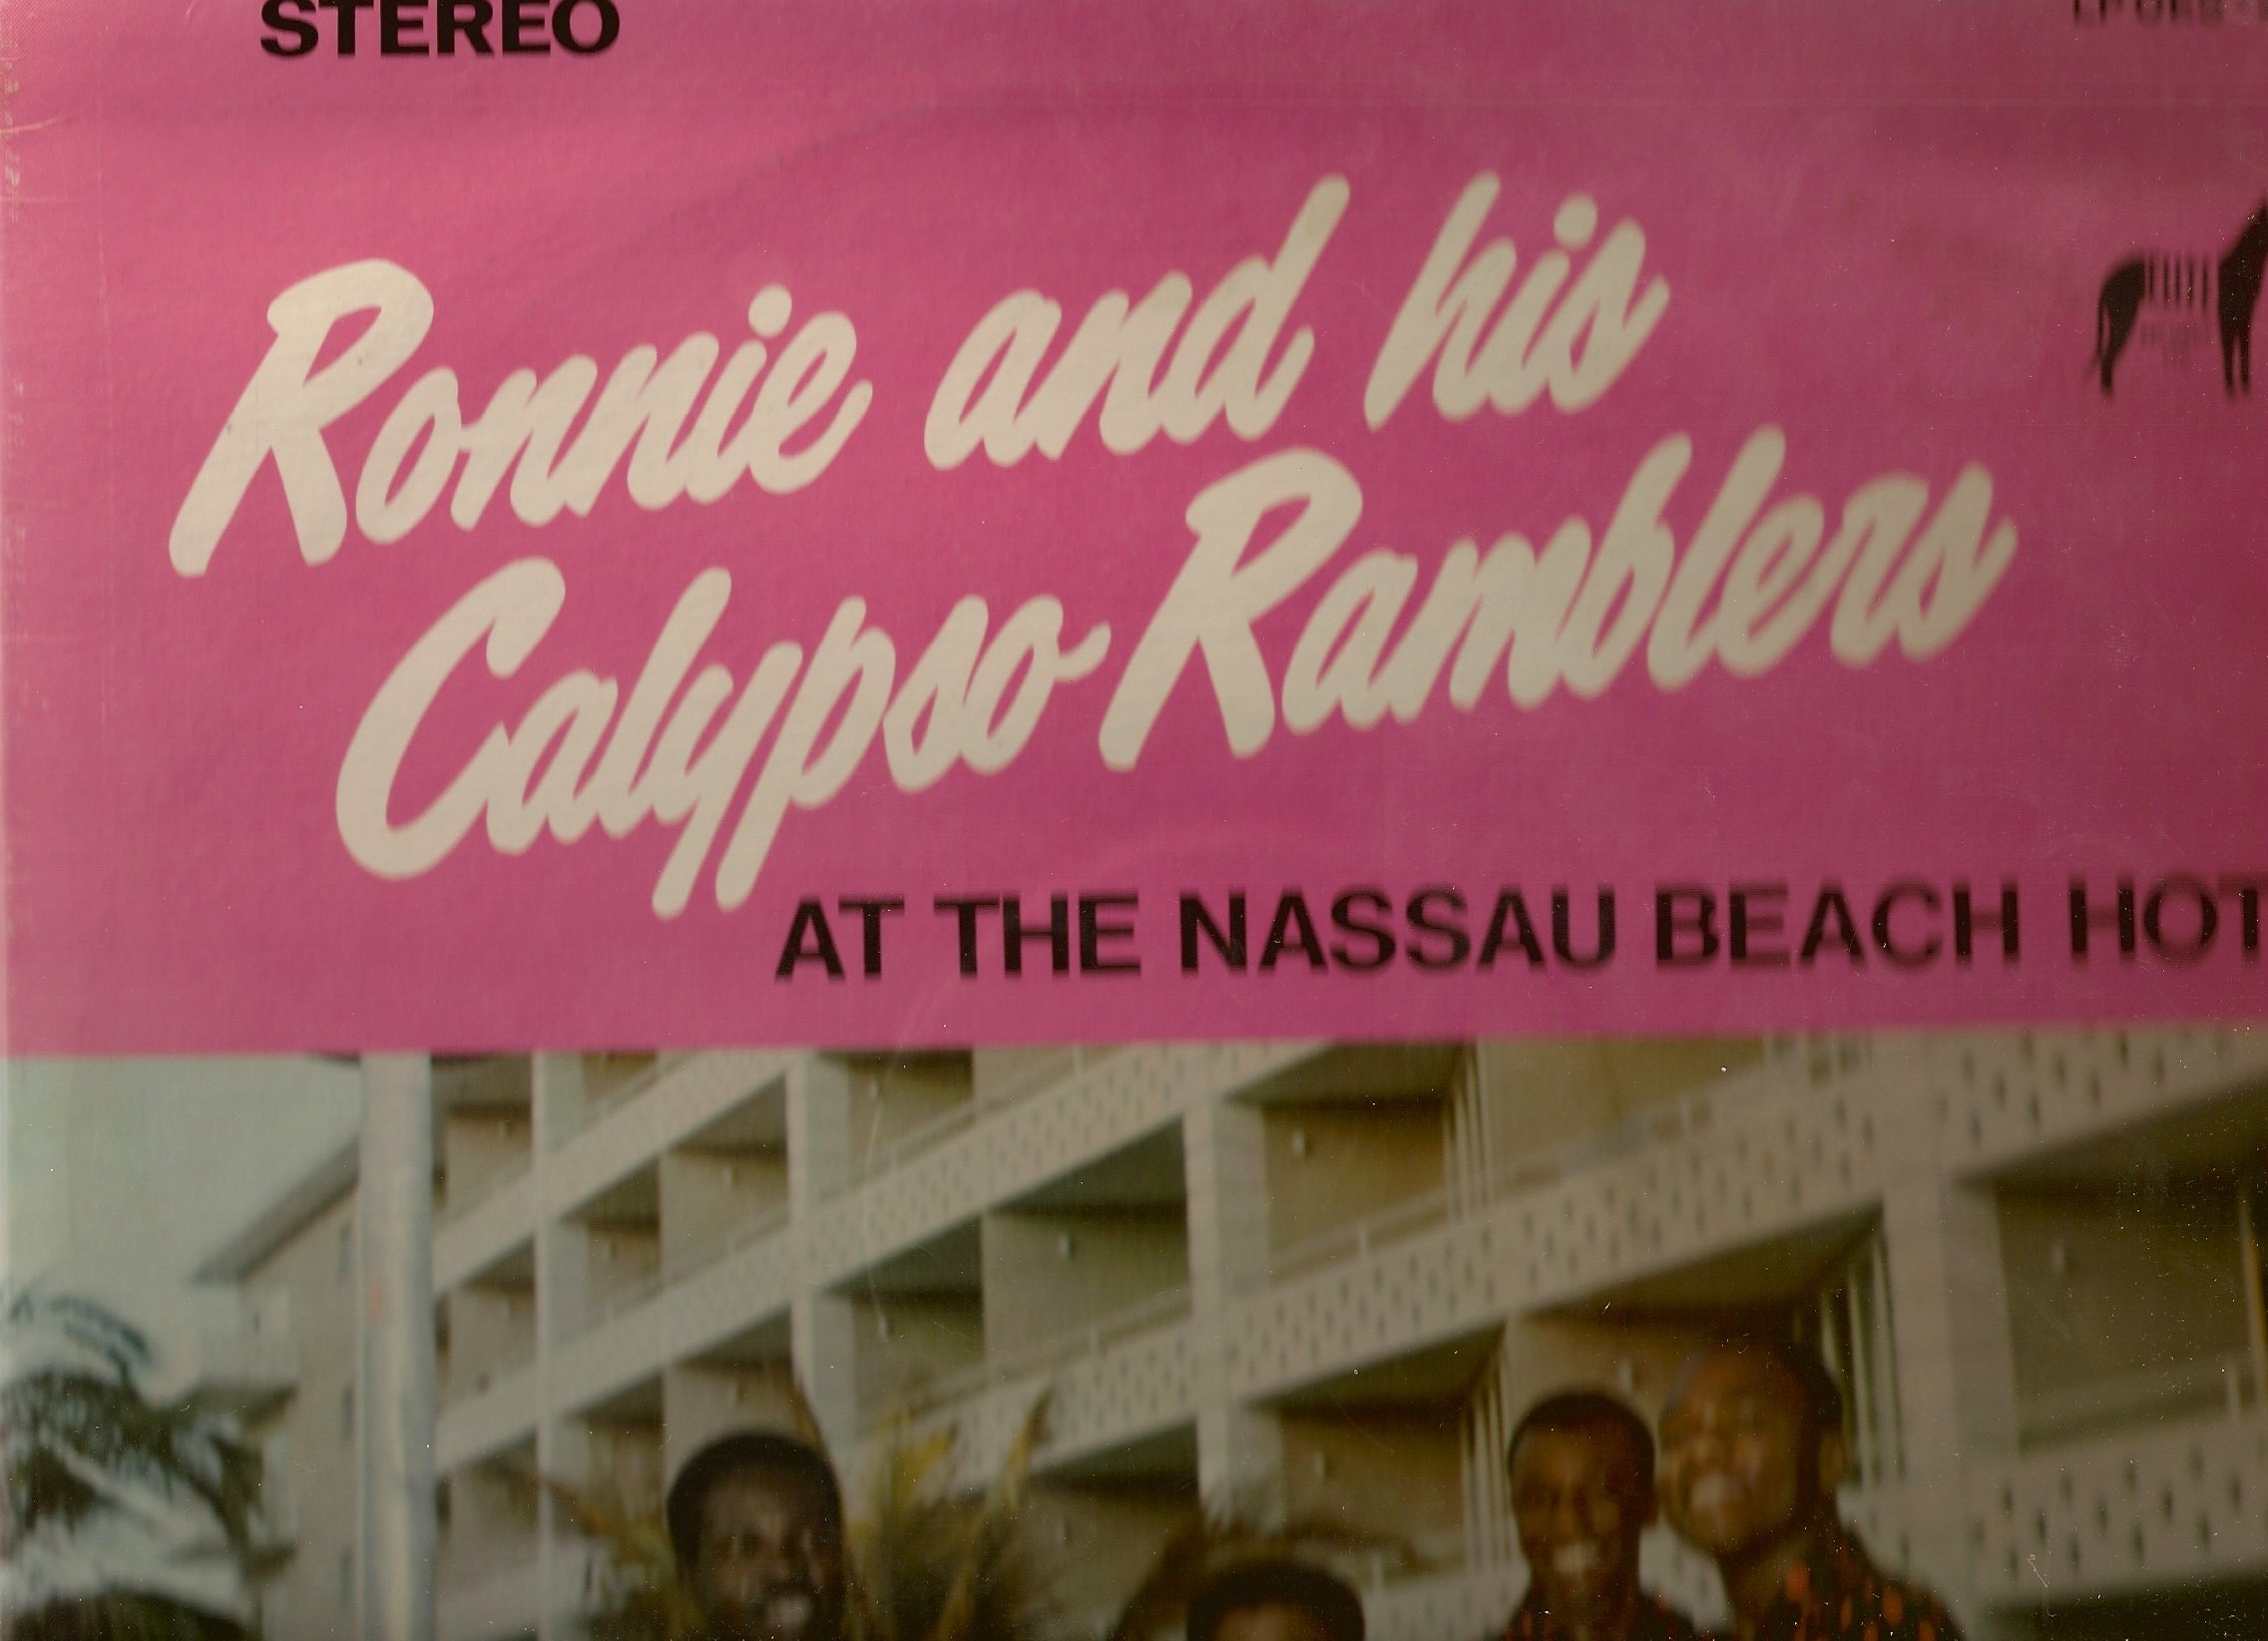 STEREO
Ronnie and his
Calypso Ramblers
AT THE NASSAU BEACH HOT